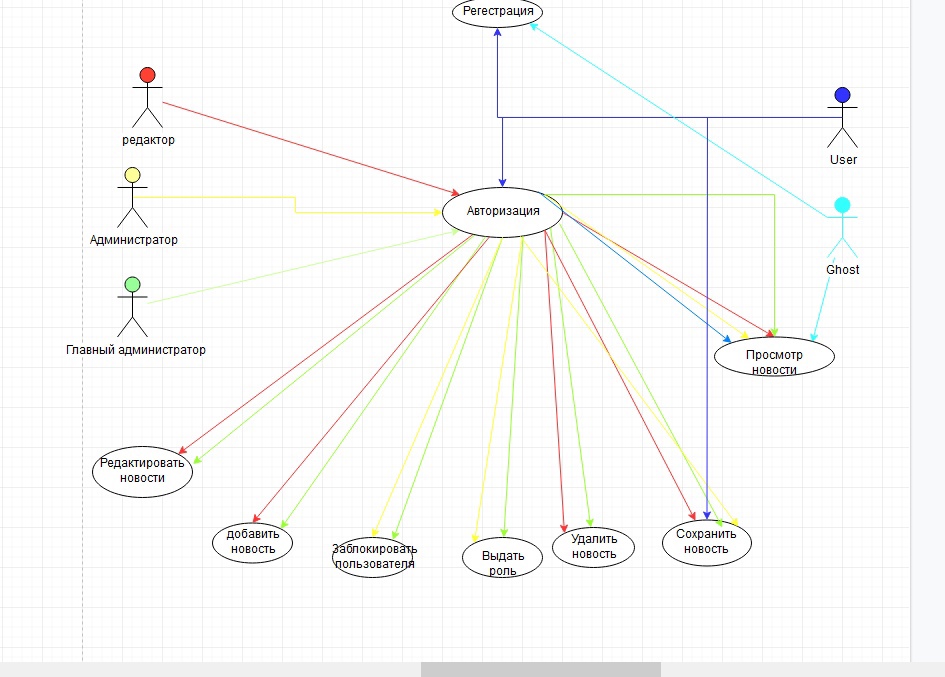 Регестрация
редактор
User
Авторизация
Администратор
Ghost
Главный администратор
Просмотр
новости
Редактировать
новости
добавить
новость
Заблокировать
пользователя
Выдать
роль
Удалить
новость
Сохранить
новость